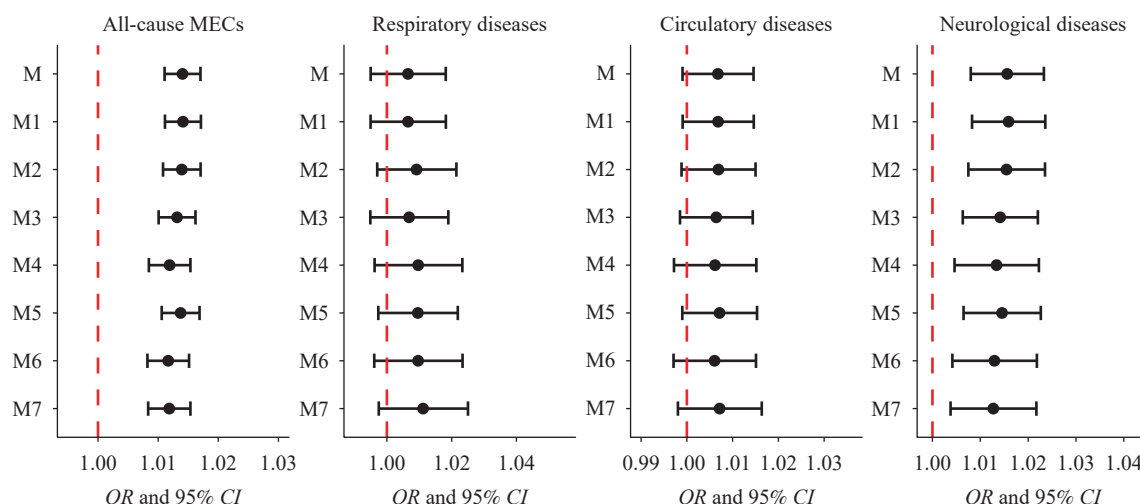 All-cause MECs
M
M1
M2
M3
M4
M5
M6
M7
1.00 1.01 1.02 1.03
OR and 95% CI
Respiratory diseases
M
M1
M2
M3
M4
M5
M6
M7
1.00 1.02 1.04
OR and 95% CI
Circulatory diseases
M
M1
M2
M3
M4
M5
M6
M7
0.99 1.00 1.01 1.02 1.03
OR and 95% CI
Neurological diseases
M
M1
M2
M3
M4
M5
M6
M7
1.00 1.01 1.02 1.03 1.04
OR and 95% CI